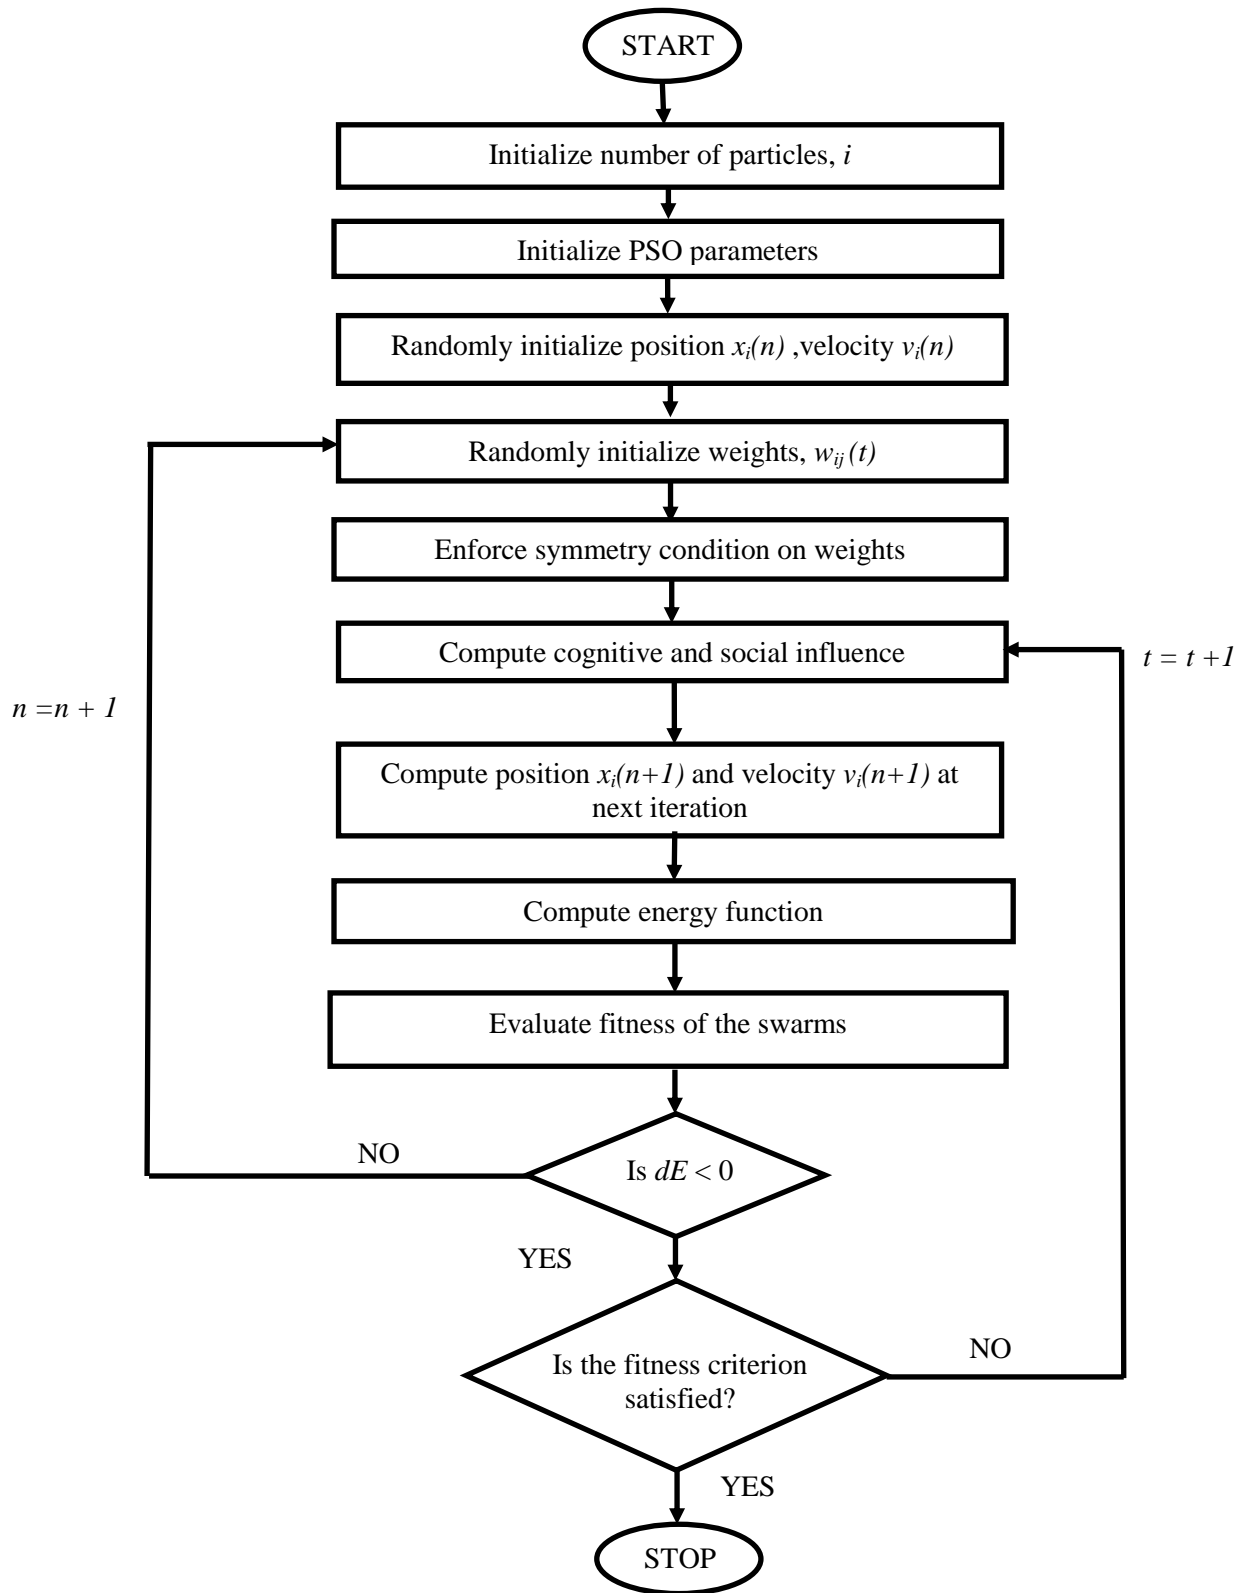 START
Initialize number of particles, i
Initialize PSO parameters
Randomly initialize position xi(n) ,velocity vi(n)
Randomly initialize weights, wij (t)
Enforce symmetry condition on weights
Compute cognitive and social influence
t = t +1
n =n + 1
Compute position xi(n+1) and velocity vi(n+1) at
next iteration
Compute energy function
Evaluate fitness of the swarms
NO
Is dE < 0
YES
NO
Is the fitness criterion
satisfied?
YES
STOP